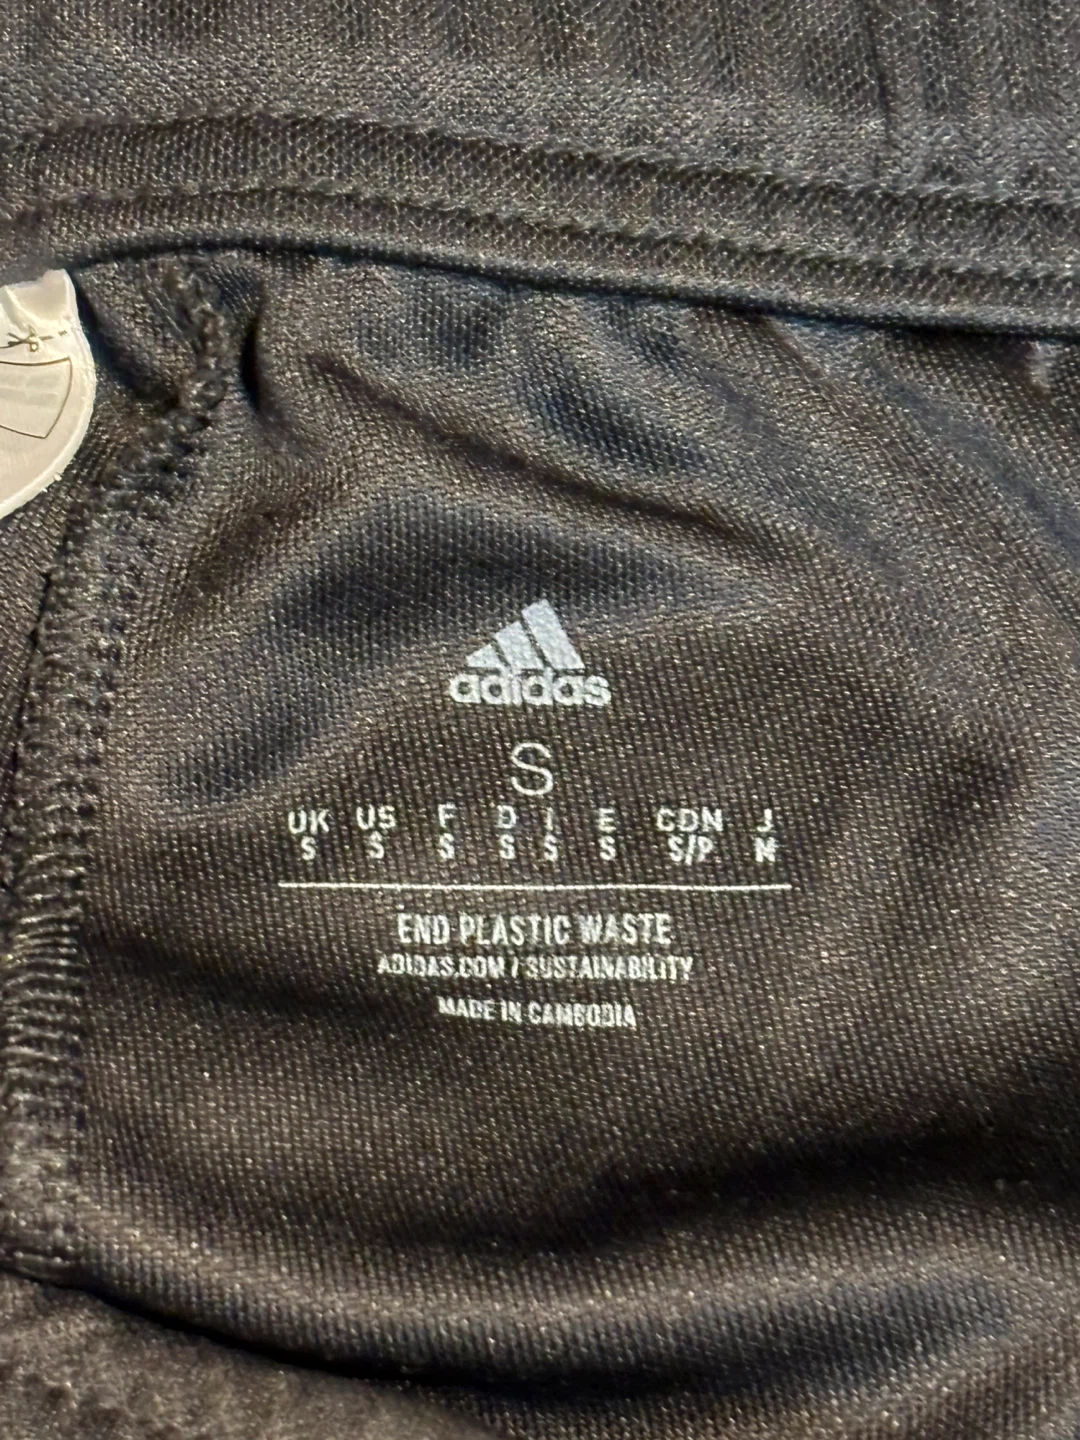 adidas
S
UK US F D I E CDN J
S S S S S S S/P M
END PLASTIC WASTE
ADIDAS.COM / SUSTAINABILITY
MADE IN CAMBODIA